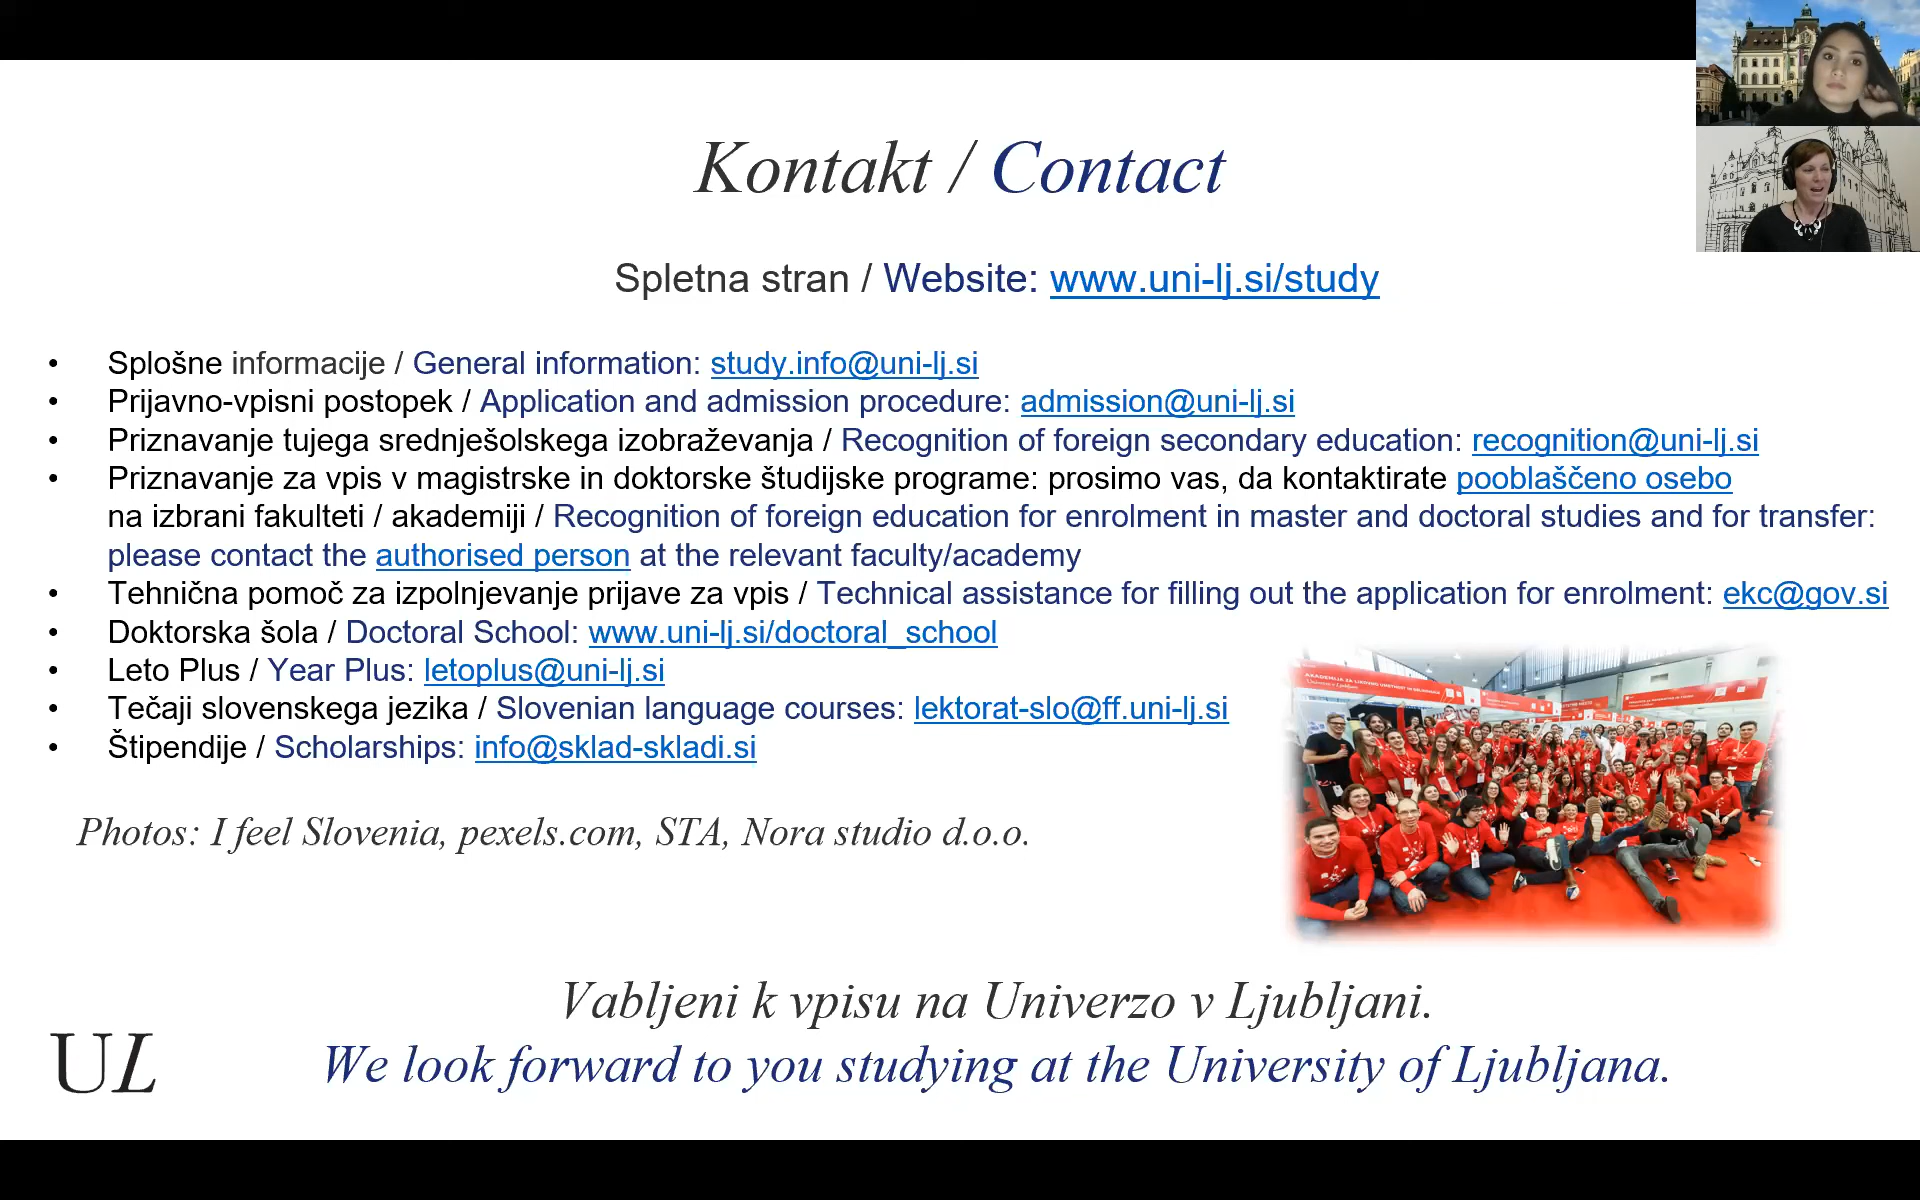 Kontakt / Contact
Spletna stran / Website: www.uni-lj.si/study
• Splošne informacije / General information: study.info@uni-lj.si
• Prijavno-vpisni postopek / Application and admission procedure: admission@uni-lj.si
• Priznavanje tujega srednješolskega izobraževanja / Recognition of foreign secondary education: recognition@uni-lj.si
• Priznavanje za vpis v magistrske in doktorske študijske programe: prosimo vas, da kontaktirate pooblaščeno osebo
na izbrani fakulteti / akademiji / Recognition of foreign education for enrolment in master and doctoral studies and for transfer:
please contact the authorised person at the relevant faculty/academy
• Tehnična pomoč za izpolnjevanje prijave za vpis / Technical assistance for filling out the application for enrolment: ekc@gov.si
• Doktorska šola / Doctoral School: www.uni-lj.si/doctoral_school
• Leto Plus / Year Plus: letoplus@uni-lj.si
• Tečaji slovenskega jezika / Slovenian language courses: lektorat-slo@ff.uni-lj.si
• Štipendije / Scholarships: info@sklad-skladi.si
Photos: I feel Slovenia, pexels.com, STA, Nora studio d.o.o.
Vabljeni k vpisu na Univerzo v Ljubljani.
We look forward to you studying at the University of Ljubljana.
UL